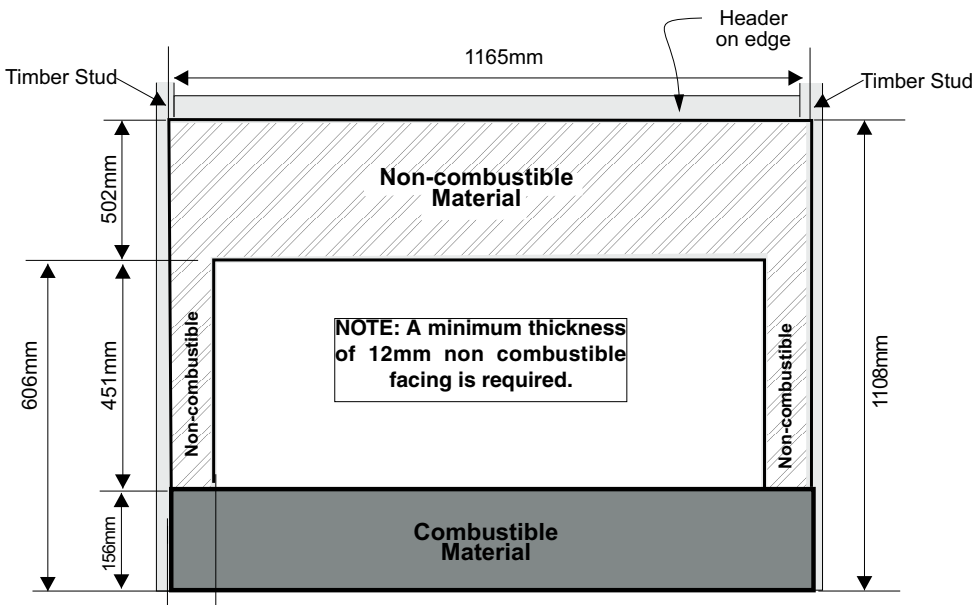 Header
on edge
1165mm
Timber Stud
Timber Stud
Non-combustible
Material
502mm
NOTE: A minimum thickness
of 12mm non combustible
facing is required.
Non-combustible
Non-combustible
606mm
451mm
1108mm
156mm
Combustible
Material